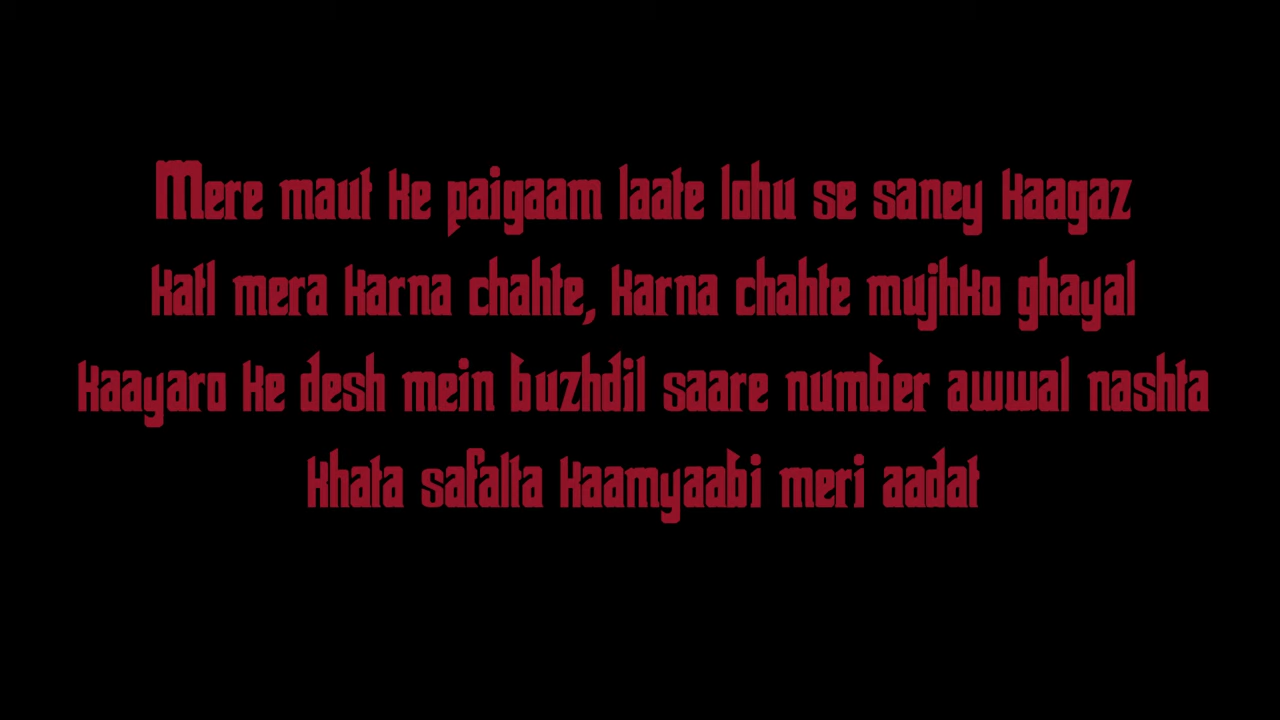 Mere maut ke paigaam laate lohu se saney kaagaz
katl mera karna chahte, karna chahte mujhko ghayal
kaayaro ke desh mein buzhdil saare number awwal nashta
khata safalta kaamyaabi meri aadat